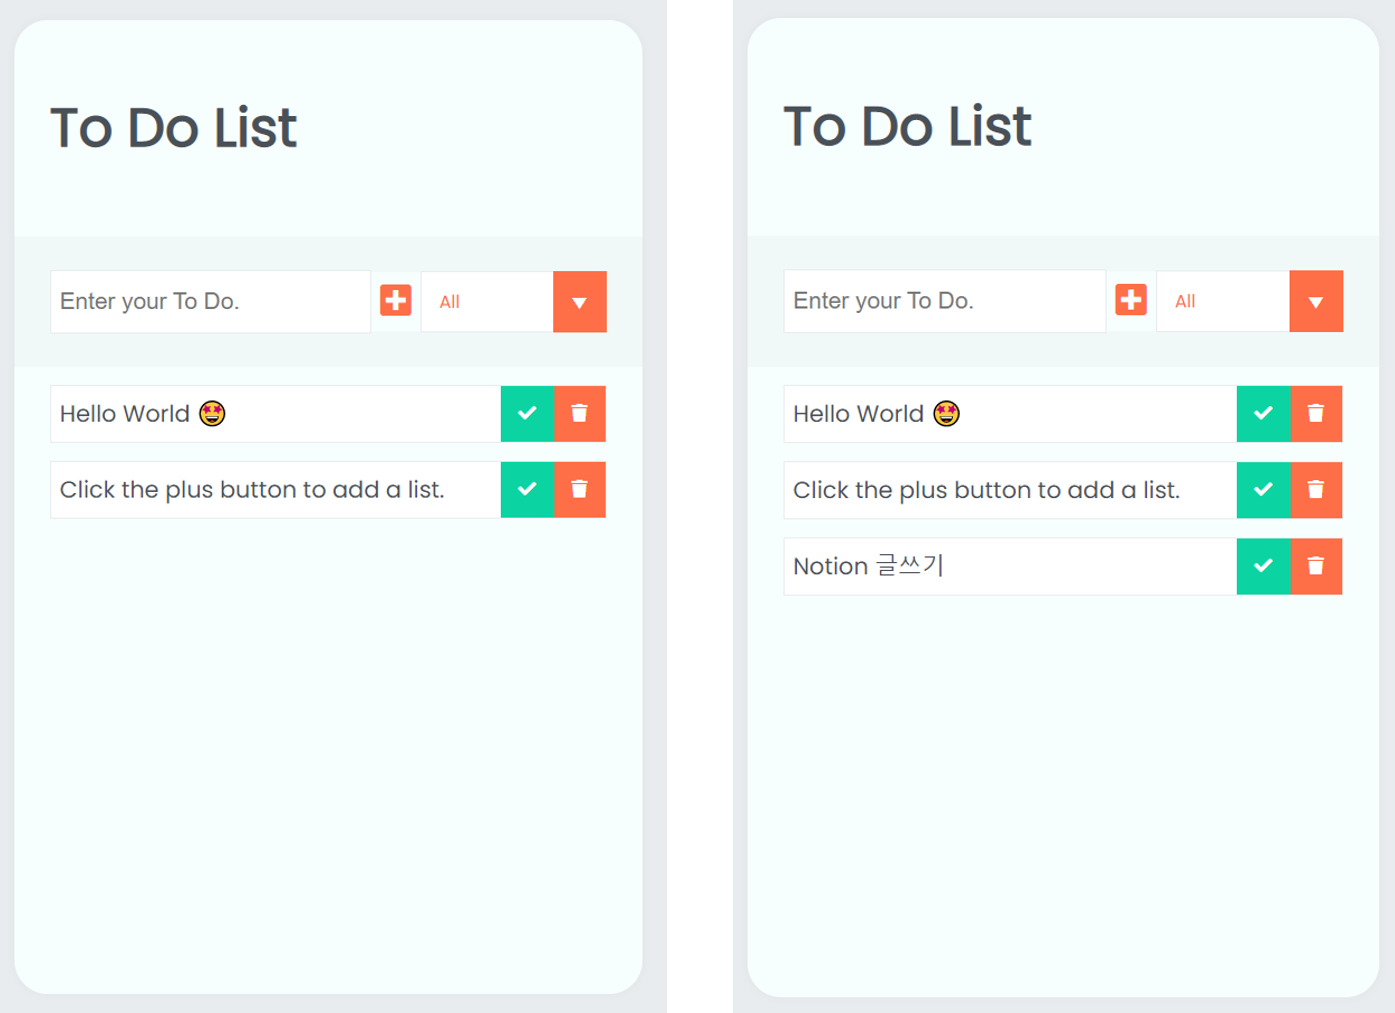 To Do List
Enter your To Do.
All
Hello World 🤩
Click the plus button to add a list.
To Do List
Enter your To Do.
All
Hello World 🤩
Click the plus button to add a list.
Notion 글쓰기